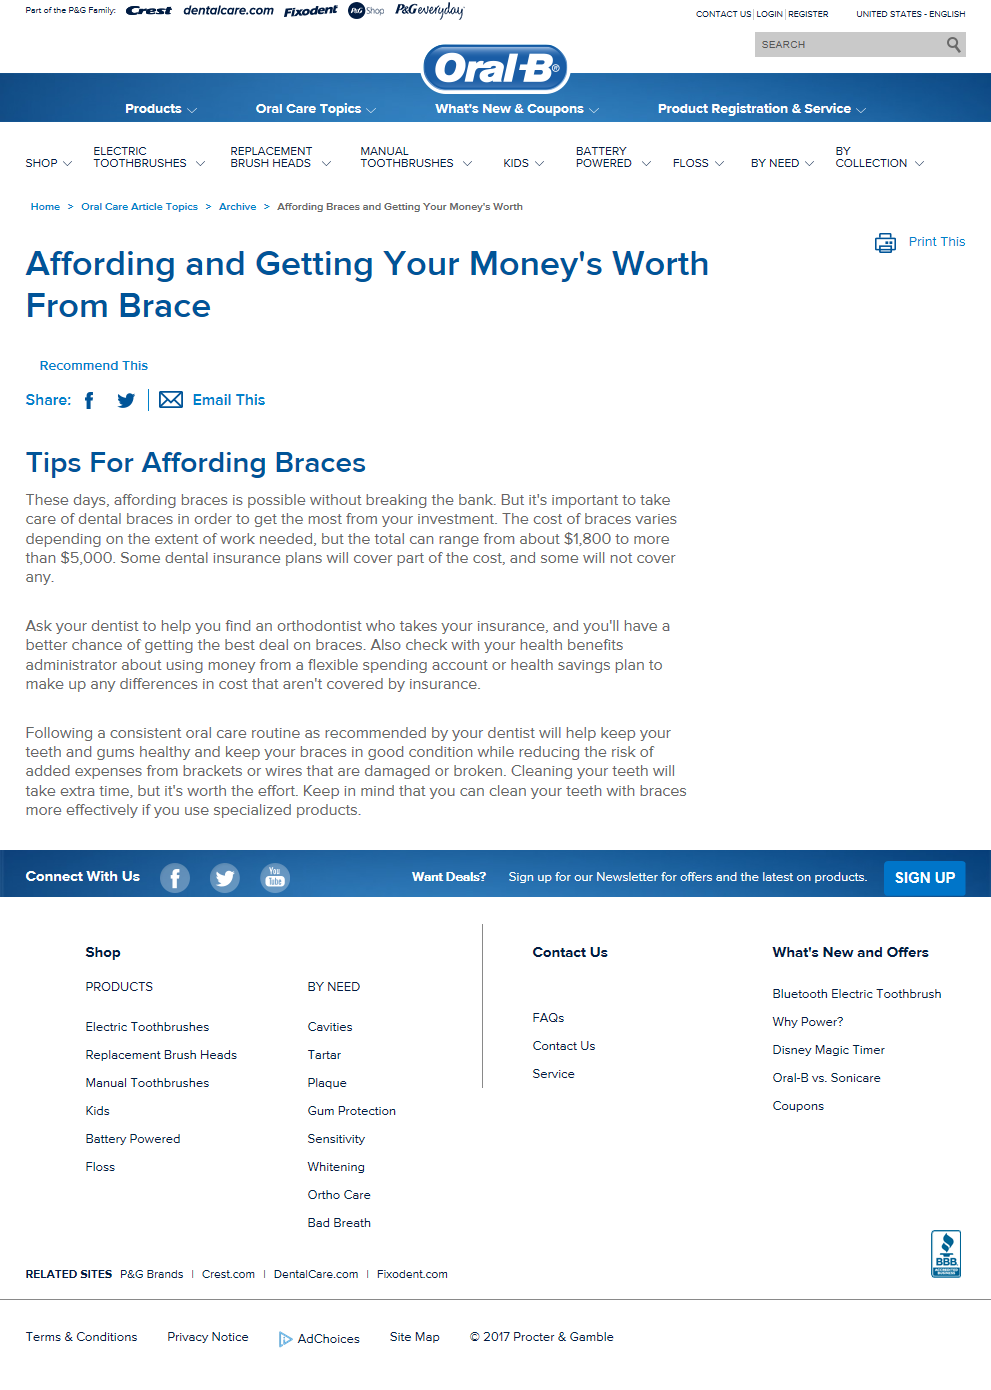 Part of the P&G Family: Crest dentalcare.com Fixodent P&G Shop P&G everyday
CONTACT US | LOGIN | REGISTER UNITED STATES - ENGLISH
SEARCH
Oral-B®
Products Oral Care Topics What's New & Coupons Product Registration & Service
SHOP ELECTRIC TOOTHBRUSHES REPLACEMENT BRUSH HEADS MANUAL TOOTHBRUSHES KIDS BATTERY POWERED FLOSS BY NEED BY COLLECTION
Home > Oral Care Article Topics > Archive > Affording Braces and Getting Your Money's Worth
Print This
Affording and Getting Your Money's Worth
From Brace
Recommend This
Share: Email This
Tips For Affording Braces
These days, affording braces is possible without breaking the bank. But it's important to take
care of dental braces in order to get the most from your investment. The cost of braces varies
depending on the extent of work needed, but the total can range from about $1,800 to more
than $5,000. Some dental insurance plans will cover part of the cost, and some will not cover
any.
Ask your dentist to help you find an orthodontist who takes your insurance, and you'll have a
better chance of getting the best deal on braces. Also check with your health benefits
administrator about using money from a flexible spending account or health savings plan to
make up any differences in cost that aren't covered by insurance.
Following a consistent oral care routine as recommended by your dentist will help keep your
teeth and gums healthy and keep your braces in good condition while reducing the risk of
added expenses from brackets or wires that are damaged or broken. Cleaning your teeth will
take extra time, but it's worth the effort. Keep in mind that you can clean your teeth with braces
more effectively if you use specialized products.
Connect With Us You Tube Want Deals? Sign up for our Newsletter for offers and the latest on products. SIGN UP
Shop
PRODUCTS
Electric Toothbrushes
Replacement Brush Heads
Manual Toothbrushes
Kids
Battery Powered
Floss
BY NEED
Cavities
Tartar
Plaque
Gum Protection
Sensitivity
Whitening
Ortho Care
Bad Breath
Contact Us
FAQs
Contact Us
Service
What's New and Offers
Bluetooth Electric Toothbrush
Why Power?
Disney Magic Timer
Oral-B vs. Sonicare
Coupons
BBB
ACCREDITED BUSINESS
RELATED SITES P&G Brands | Crest.com | DentalCare.com | Fixodent.com
Terms & Conditions Privacy Notice AdChoices Site Map © 2017 Procter & Gamble